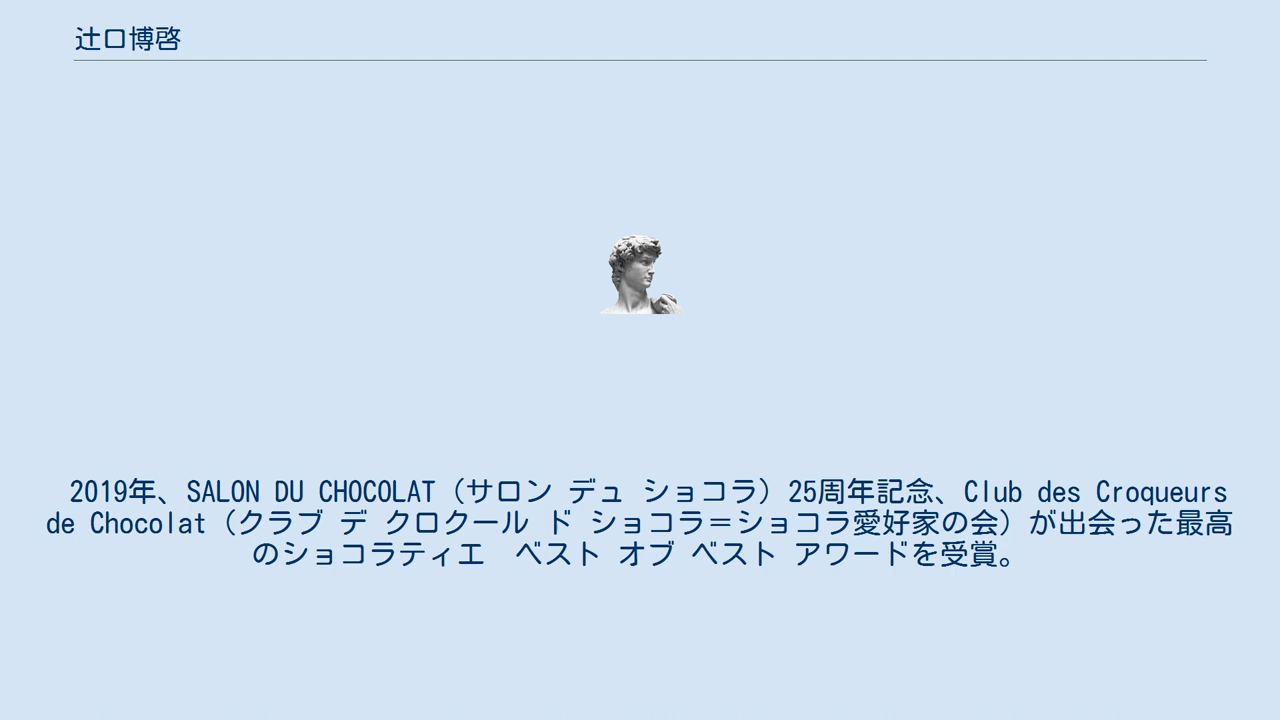 辻口博啓
2019年、SALON DU CHOCOLAT（サロン デュ ショコラ）25周年記念、Club des Croqueurs
de Chocolat（クラブ デ クロクール ド ショコラ＝ショコラ愛好家の会）が出会った最高
のショコラティエ　ベスト オブ ベスト アワードを受賞。